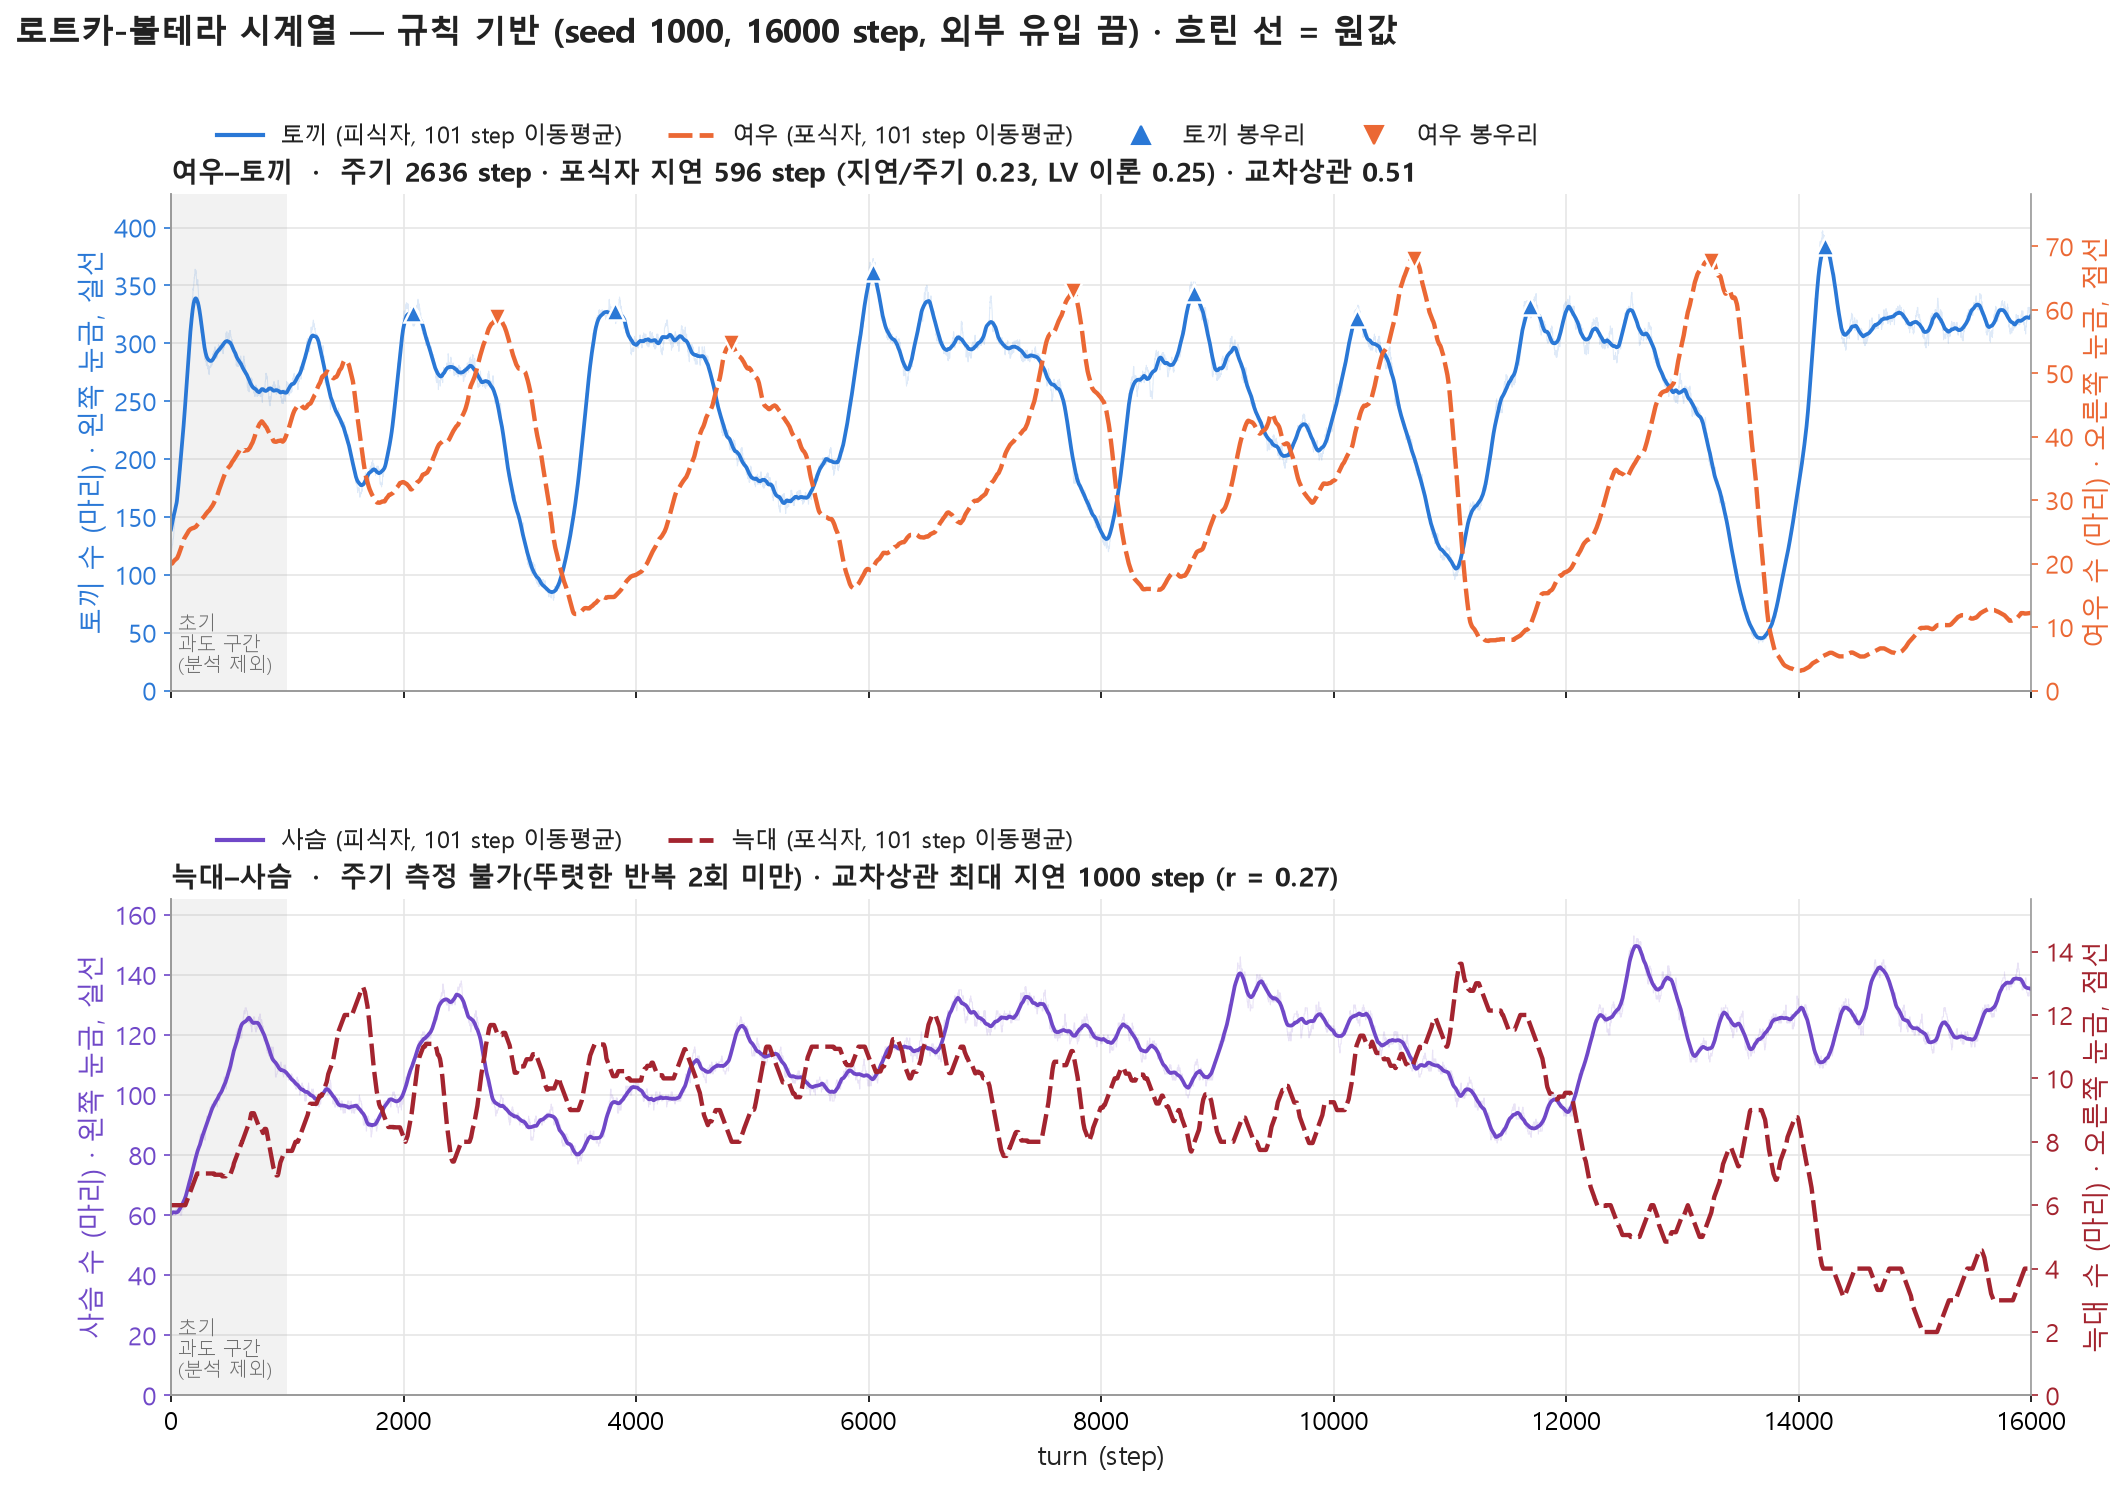 로트카-볼테라 시계열 — 규칙 기반 (seed 1000, 16000 step, 외부 유입 끔) · 흐린 선 = 원값
토끼 (피식자, 101 step 이동평균)
여우 (포식자, 101 step 이동평균)
토끼 봉우리
여우 봉우리
여우–토끼 · 주기 2636 step · 포식자 지연 596 step (지연/주기 0.23, LV 이론 0.25) · 교차상관 0.51
토끼 수 (마리) · 왼쪽 눈금, 실선
400
350
300
250
200
150
100
50
0
초기
과도 구간
(분석 제외)
70
60
50
40
30
20
10
0
여우 수 (마리) · 오른쪽 눈금, 점선
사슴 (피식자, 101 step 이동평균)
늑대 (포식자, 101 step 이동평균)
늑대–사슴 · 주기 측정 불가(뚜렷한 반복 2회 미만) · 교차상관 최대 지연 1000 step (r = 0.27)
사슴 수 (마리) · 왼쪽 눈금, 실선
160
140
120
100
80
60
40
20
0
초기
과도 구간
(분석 제외)
14
12
10
8
6
4
2
0
늑대 수 (마리) · 오른쪽 눈금, 점선
0 2000 4000 6000 8000 10000 12000 14000 16000
turn (step)